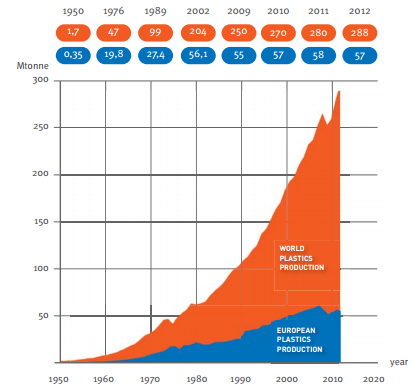 1950 1976 1989 2002 2009 2010 2011 2012
1,7 47 99 204 250 270 280 288
0,35 19,8 27,4 56,1 55 57 58 57
Mtonne
300
250
200
150
100
50
WORLD
PLASTICS
PRODUCTION
EUROPEAN
PLASTICS
PRODUCTION
year
1950 1960 1970 1980 1990 2000 2010 2020